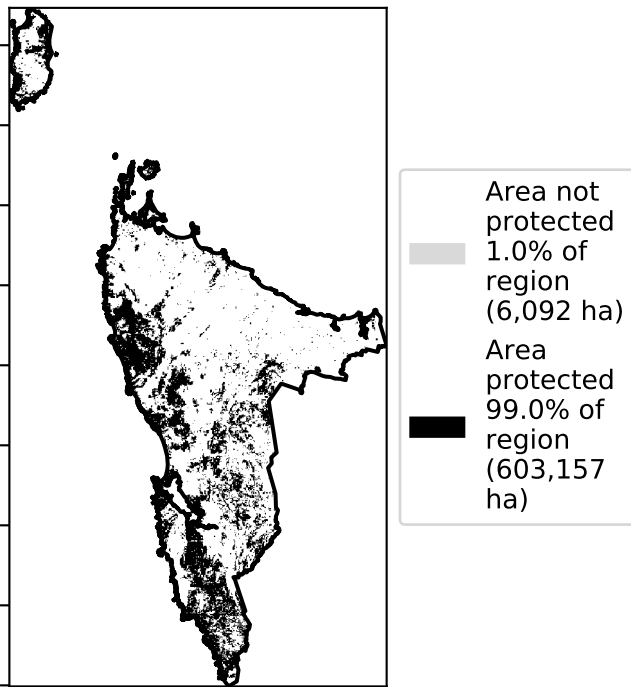 Area not
protected
1.0% of
region
(6,092 ha)
Area
protected
99.0% of
region
(603,157
ha)